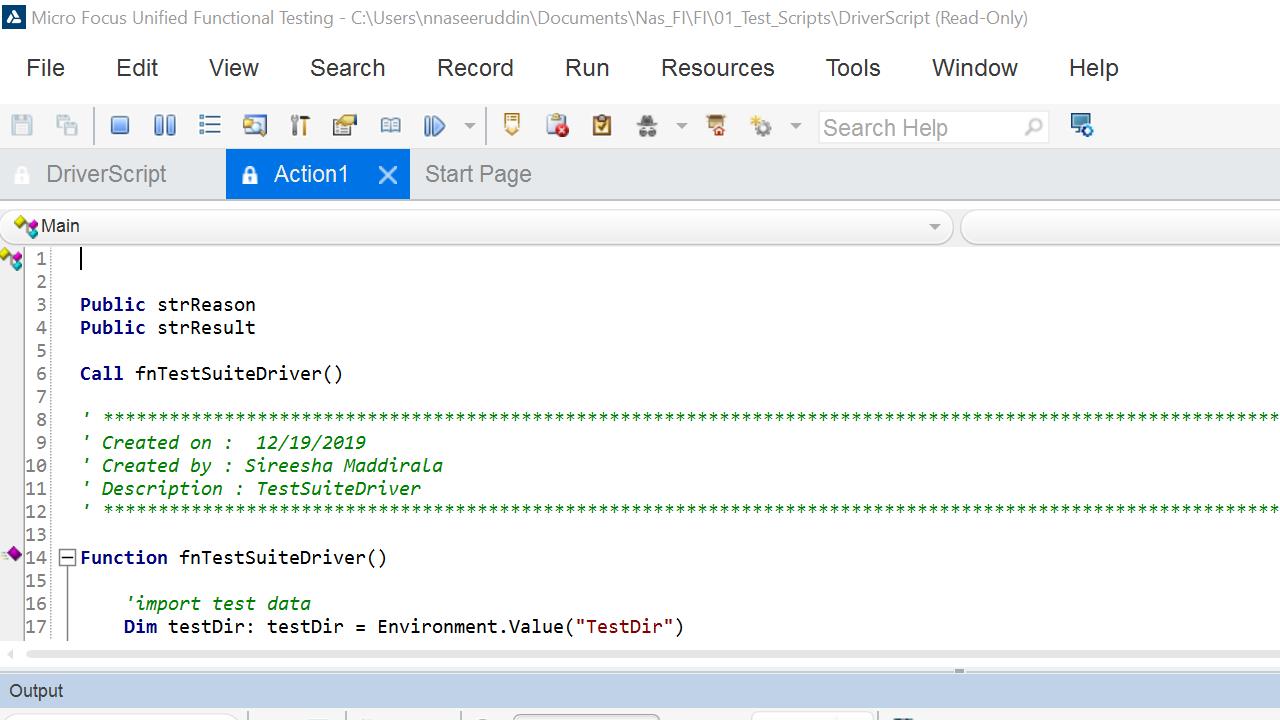 Micro Focus Unified Functional Testing - C:\Users\nmoeeruddin\Documents\Nas_FI\FI\01_Test_Scripts\DriverScript (Read-Only)
File Edit View Search Record Run Resources Tools Window Help
Search Help
DriverScript Action1 Start Page
Main
1
2
3 Public strReason
4 Public strResult
5
6 Call fnTestSuiteDriver()
7
8 ' ***********************************************************************************************************
9 ' Created on :  12/19/2019
10 ' Created by : Sireesha Maddirala
11 ' Description : TestSuiteDriver
12 ' ***********************************************************************************************************
13
14 Function fnTestSuiteDriver()
15
16 'import test data
17 Dim testDir: testDir = Environment.Value("TestDir")
Output